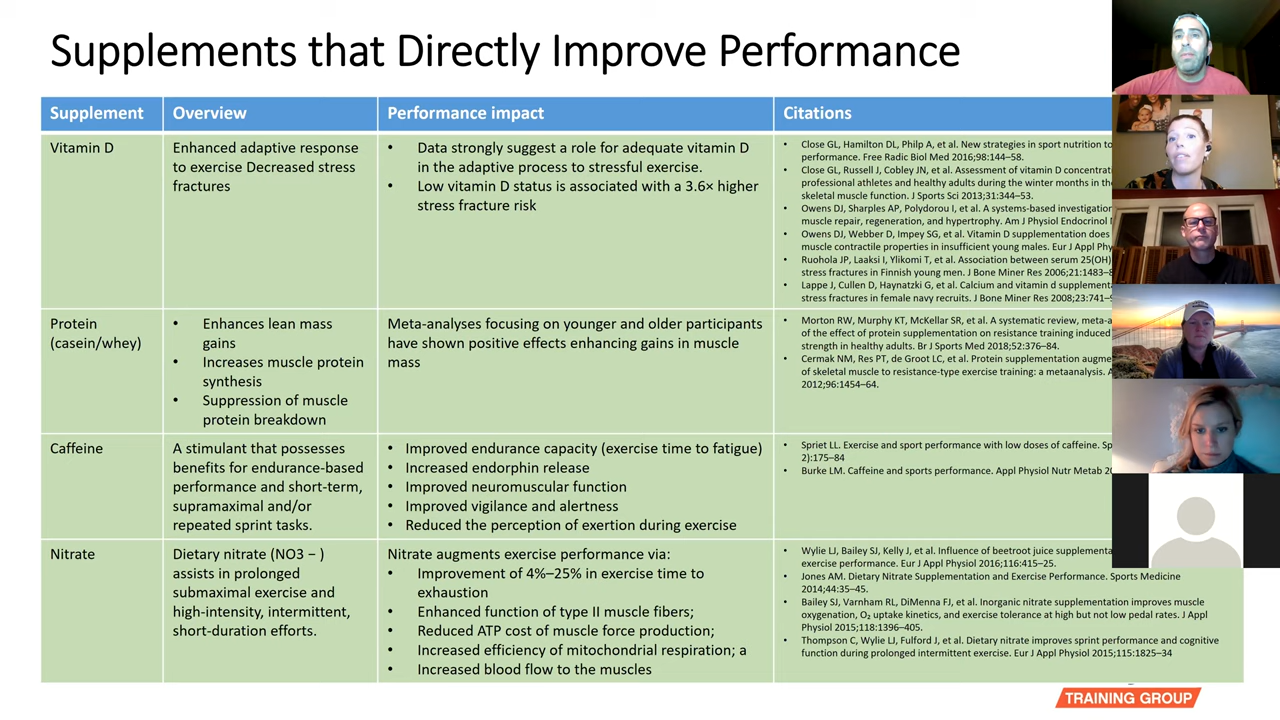 Supplements that Directly Improve Performance
Supplement
Overview
Performance impact
Citations
Vitamin D
Enhanced adaptive response
to exercise Decreased stress
fractures
• Data strongly suggest a role for adequate vitamin D
in the adaptive process to stressful exercise.
• Low vitamin D status is associated with a 3.6× higher
stress fracture risk
• Close GL, Hamilton DL, Philp A, et al. New strategies in sport nutrition to
performance. Free Radic Biol Med 2016;98:144–58.
• Close GL, Russell J, Cobley JN, et al. Assessment of vitamin D
professional athletes and healthy adults during the winter months in the
skeletal muscle function. J Sports Sci 2013;31:344–53.
• Owens DJ, Sharples AP, Polydorou I, et al. A systems-based investigation
muscle repair, regeneration, and hypertrophy. Am J Physiol Endocrinol
• Owens DJ, Webber D, Impey SG, et al. Vitamin D supplementation does
muscle contractile properties in insufficient young males. Eur J Appl
• Ruohola JP, Laaksi I, Ylikomi T, et al. Association between serum 25(OH)
stress fractures in Finnish young men. J Bone Miner Res 2006;21:1483–
• Lappe J, Cullen D, Haynatzki G, et al. Calcium and vitamin d
stress fractures in female navy recruits. J Bone Miner Res 2008;23:741–
Protein
(casein/whey)
• Enhances lean mass
gains
• Increases muscle protein
synthesis
• Suppression of muscle
protein breakdown
Meta-analyses focusing on younger and older participants
have shown positive effects enhancing gains in muscle
mass
• Morton RW, Murphy KT, McKellar SR, et al. A systematic review,
of the effect of protein supplementation on resistance training induced
strength in healthy adults. Br J Sports Med 2018;52:376–84.
• Cermak NM, Res PT, de Groot LC, et al. Protein supplementation
of skeletal muscle to resistance-type exercise training: a metaanalysis.
2012;96:1454–64.
Caffeine
A stimulant that possesses
benefits for endurance-based
performance and short-term,
supramaximal and/or
repeated sprint tasks.
• Improved endurance capacity (exercise time to fatigue)
• Increased endorphin release
• Improved neuromuscular function
• Improved vigilance and alertness
• Reduced the perception of exertion during exercise
• Spriet LL. Exercise and sport performance with low doses of caffeine.
2):175–84
• Burke LM. Caffeine and sports performance. Appl Physiol Nutr Metab
Nitrate
Dietary nitrate (NO3 − )
assists in prolonged
submaximal exercise and
high-intensity, intermittent,
short-duration efforts.
Nitrate augments exercise performance via:
• Improvement of 4%–25% in exercise time to
exhaustion
• Enhanced function of type II muscle fibers;
• Reduced ATP cost of muscle force production;
• Increased efficiency of mitochondrial respiration; a
• Increased blood flow to the muscles
• Wylie LJ, Bailey SJ, Kelly J, et al. Influence of beetroot juice
exercise performance. Eur J Appl Physiol 2016;116:415–25.
• Jones AM. Dietary Nitrate Supplementation and Exercise Performance. Sports Medicine
2014;44:35–45.
• Bailey SJ, Varnham RL, DiMenna FJ, et al. Inorganic nitrate supplementation improves muscle
oxygenation, O₂ uptake kinetics, and exercise tolerance at high but not low pedal rates. J Appl
Physiol 2015;118:1396–405.
• Thompson C, Wylie LJ, Fulford J, et al. Dietary nitrate improves sprint performance and cognitive
function during prolonged intermittent exercise. Eur J Appl Physiol 2015;115:1825–34
TRAINING GROUP